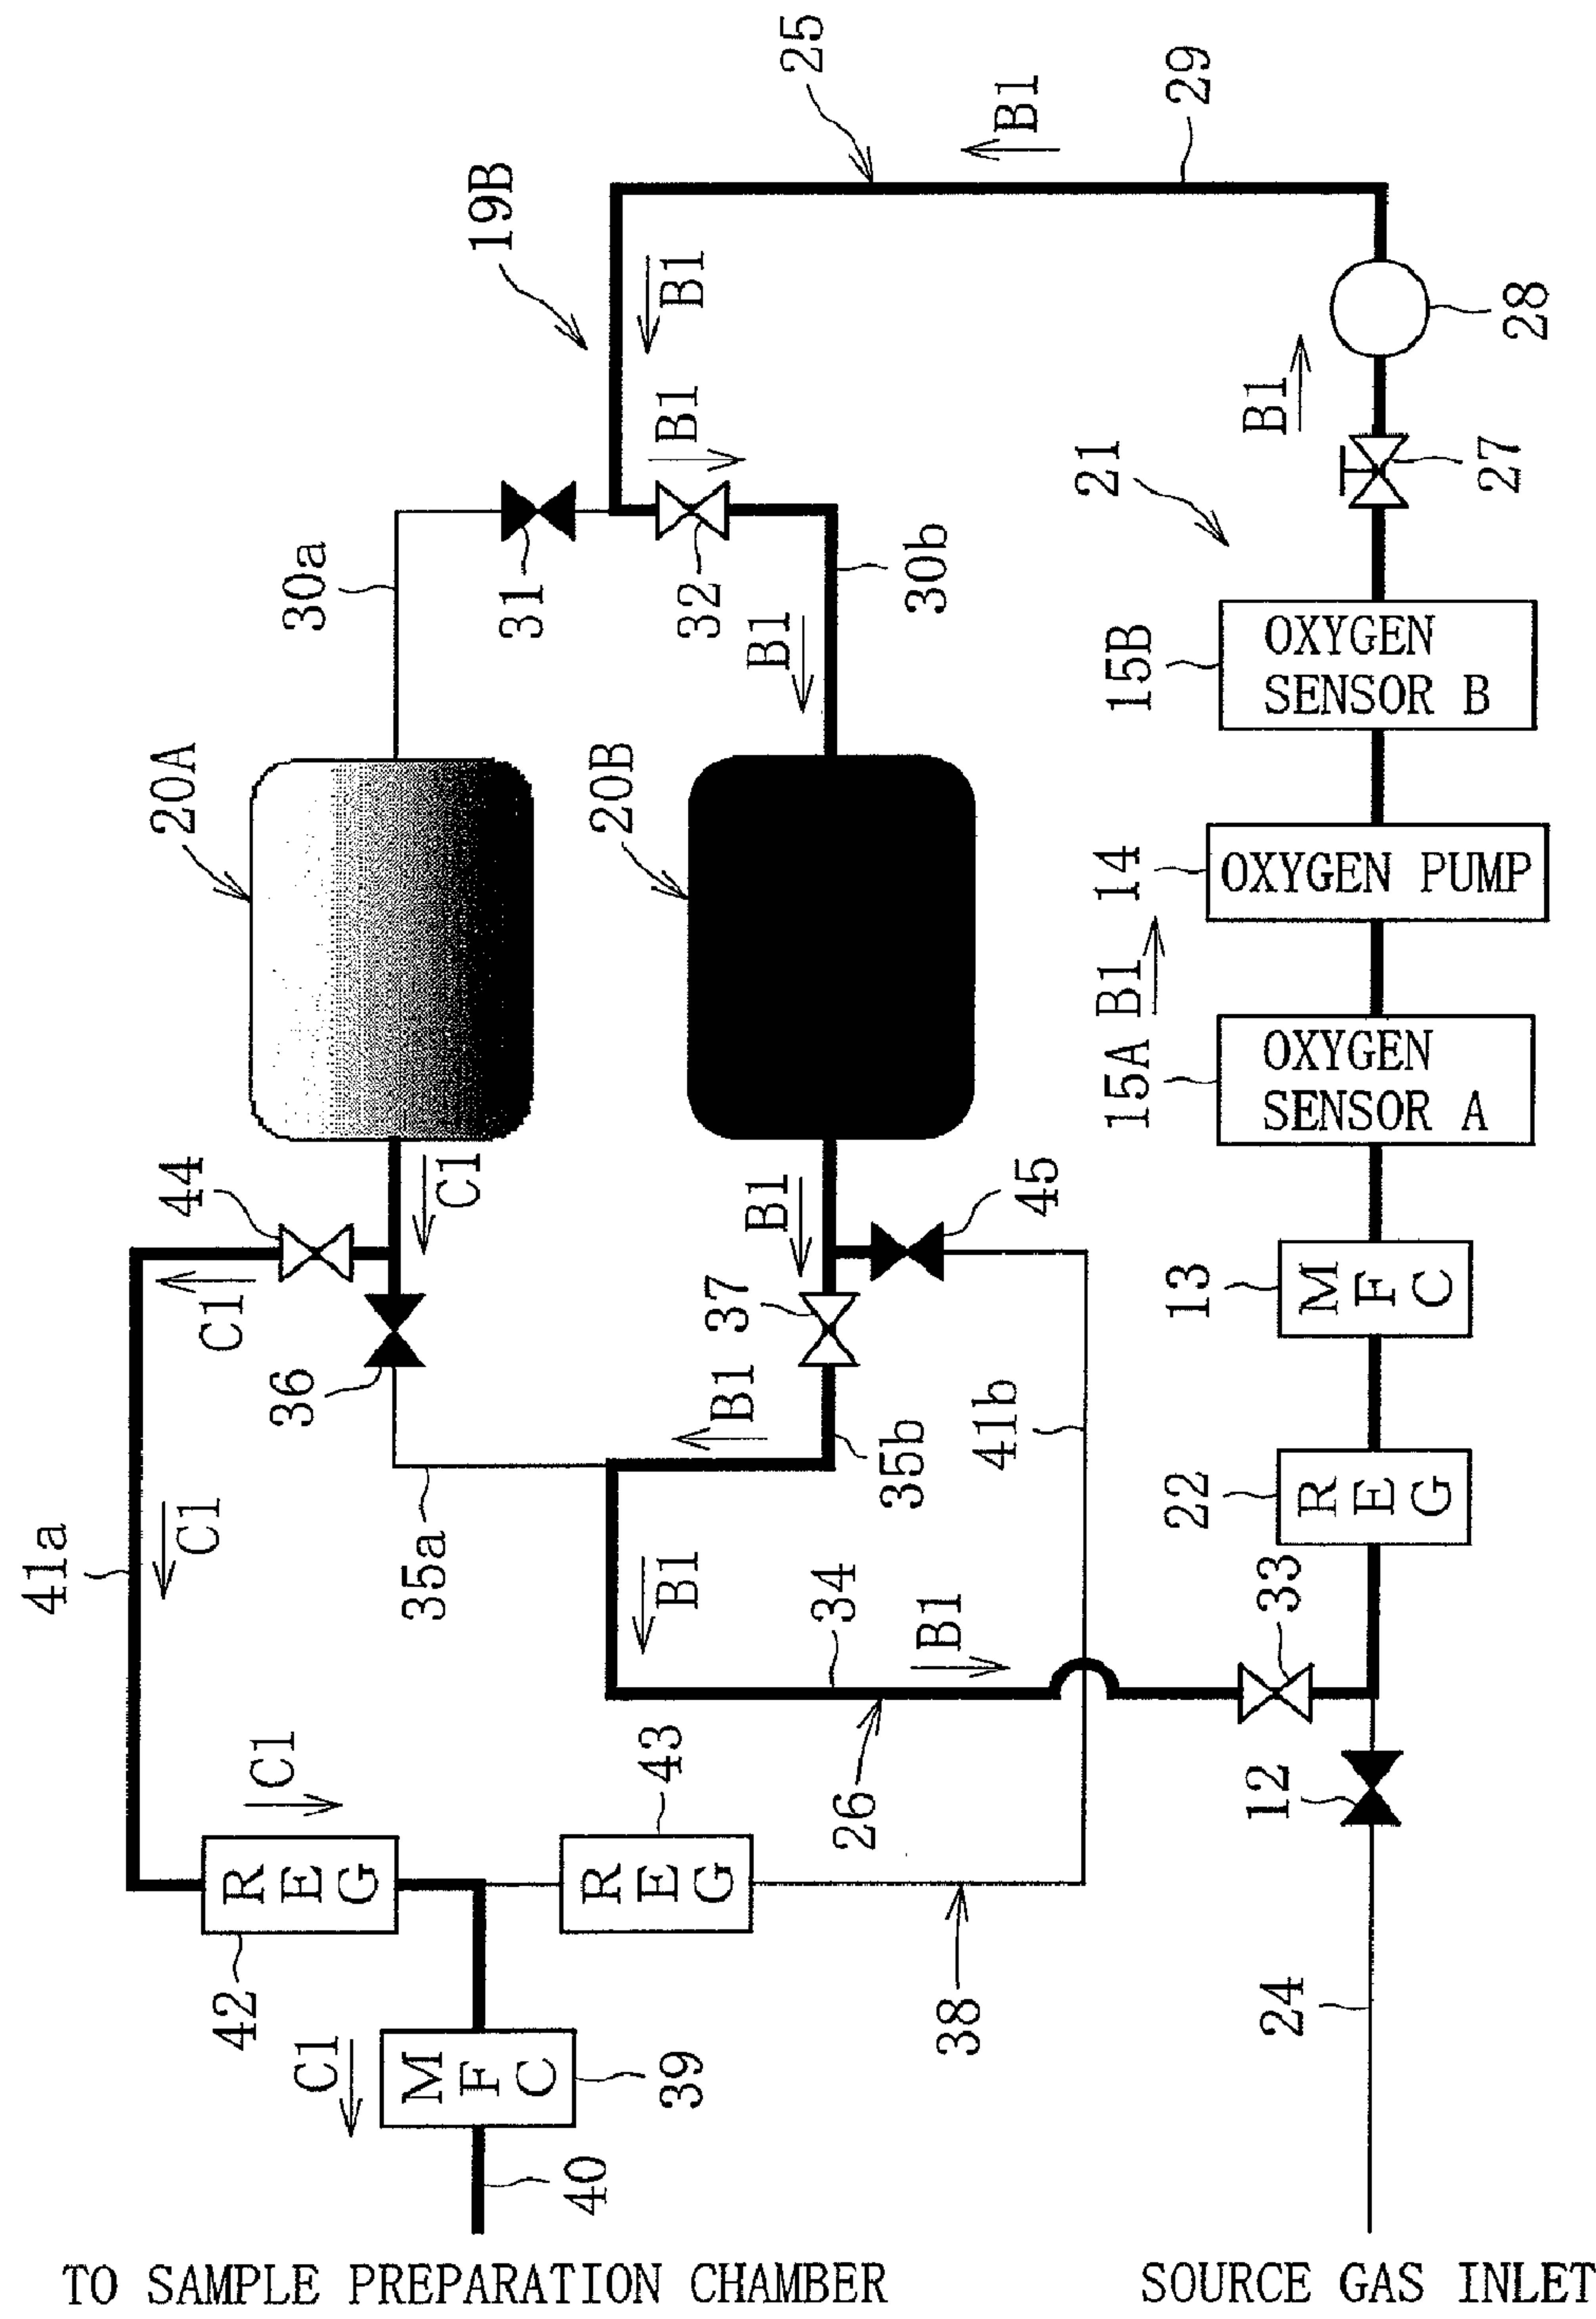 25
B1
29
19B
B1
B1
28
B1
21
27
30a
31
32
30b
B1
15B
OXYGEN
SENSOR B
20A
20B
14
OXYGEN PUMP
B1
15A
OXYGEN
SENSOR A
44
C1
B1
45
C1
37
13
M
F
C
36
B1
41a
C1
35a
35b
41b
22
R
E
G
B1
34
B1
33
C1
43
26
12
R
E
G
R
E
G
42
38
24
C1
M
F
C
39
40
TO SAMPLE PREPARATION CHAMBER
SOURCE GAS INLET